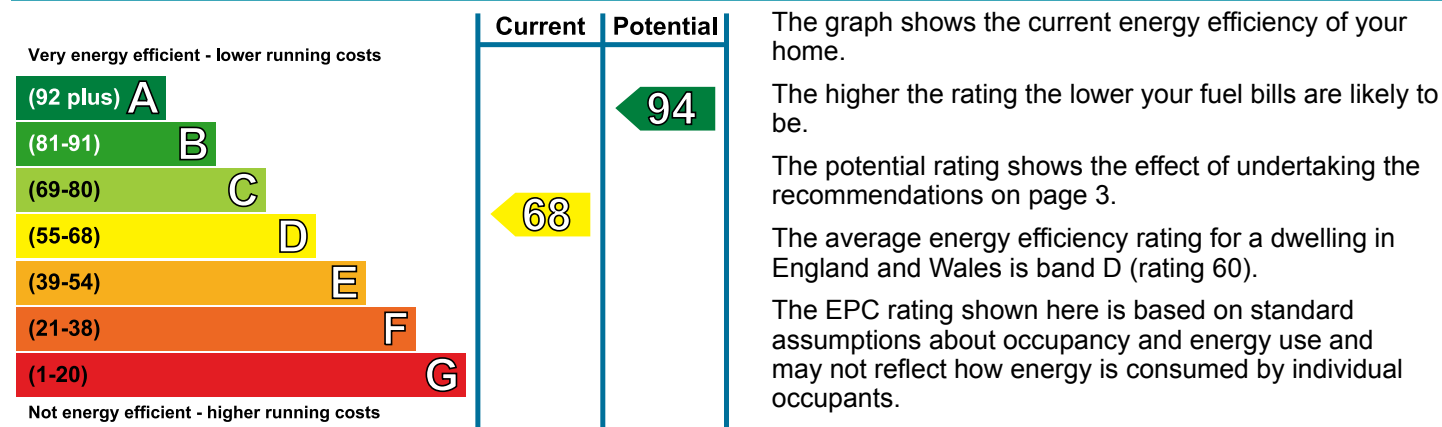 Current Potential
Very energy efficient - lower running costs
(92 plus) A
94
(81-91) B
(69-80) C
68
(55-68) D
(39-54) E
(21-38) F
(1-20) G
Not energy efficient - higher running costs
The graph shows the current energy efficiency of your
home.
The higher the rating the lower your fuel bills are likely to
be.
The potential rating shows the effect of undertaking the
recommendations on page 3.
The average energy efficiency rating for a dwelling in
England and Wales is band D (rating 60).
The EPC rating shown here is based on standard
assumptions about occupancy and energy use and
may not reflect how energy is consumed by individual
occupants.